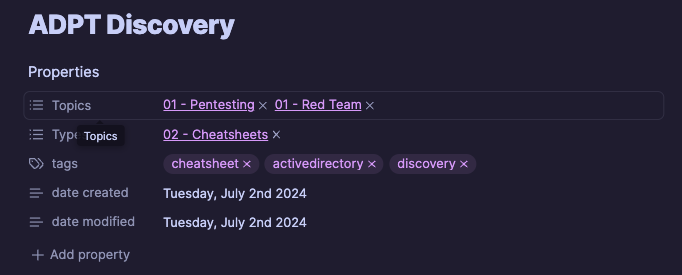 ADPT Discovery
Properties
Topics 01 - Pentesting × 01 - Red Team ×
Type 02 - Cheatsheets ×
Topics
tags cheatsheet × activedirectory × discovery ×
date created Tuesday, July 2nd 2024
date modified Tuesday, July 2nd 2024
+ Add property